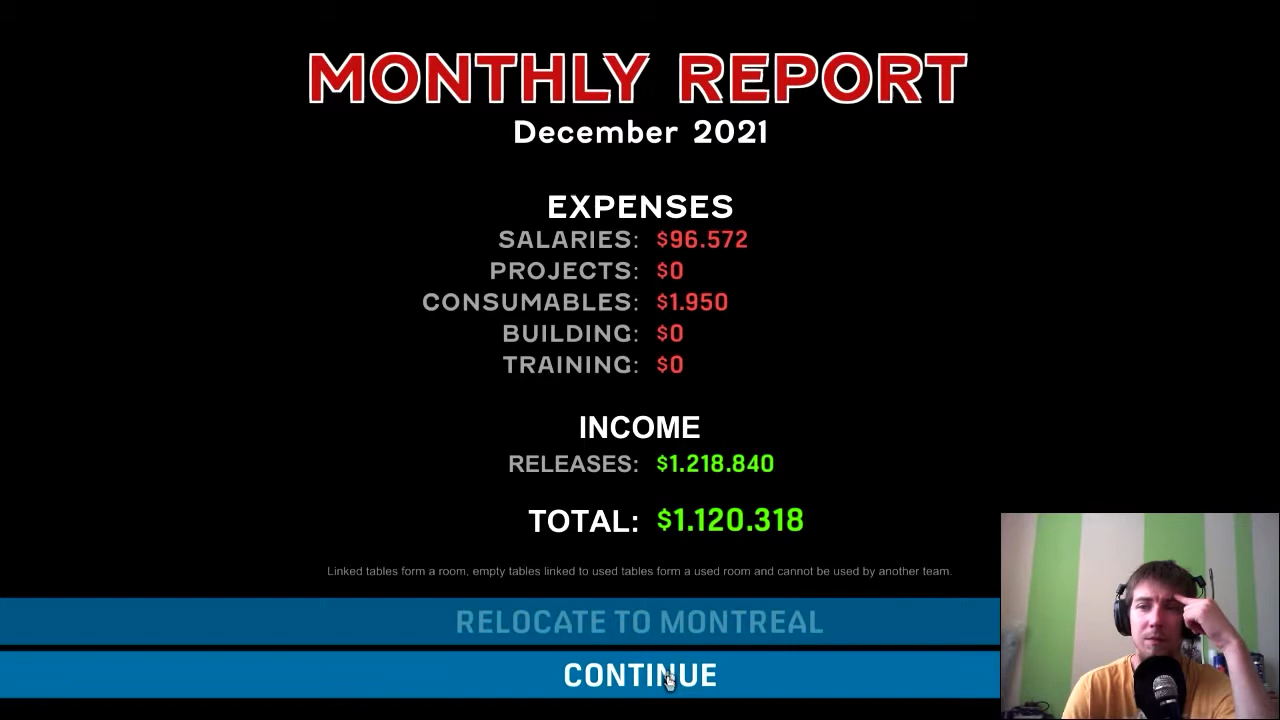 MONTHLY REPORT
December 2021
EXPENSES
SALARIES: $96.572
PROJECTS: $0
CONSUMABLES: $1.950
BUILDING: $0
TRAINING: $0
INCOME
RELEASES: $1.218.840
TOTAL: $1.120.318
Linked tables form a room, empty tables linked to used tables form a used room and cannot be used by another team.
RELOCATE TO MONTREAL
CONTINUE